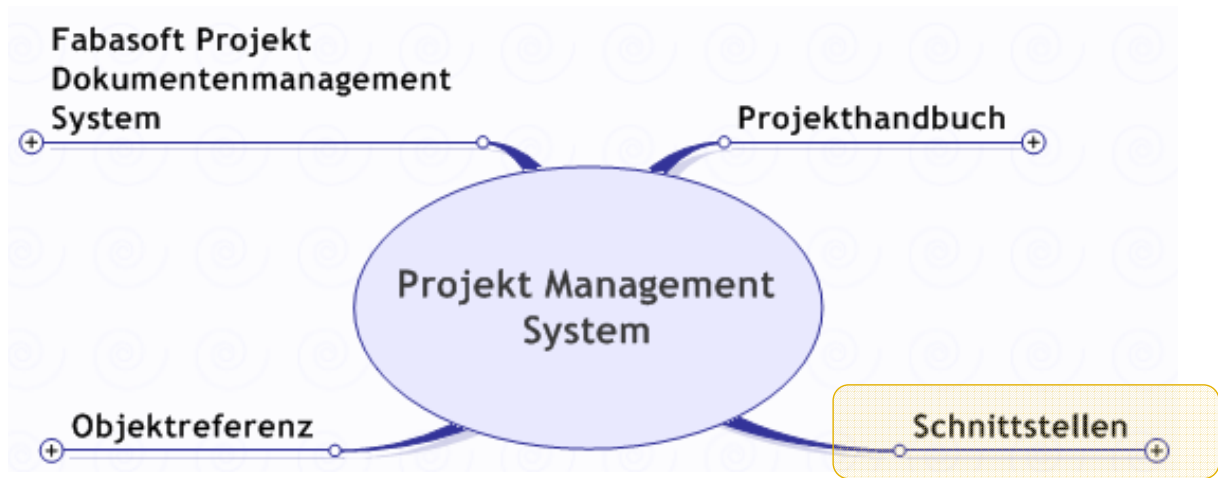 Fabasoft Projekt
Dokumentenmanagement
System
Projekthandbuch
Projekt Management
System
Objektreferenz
Schnittstellen